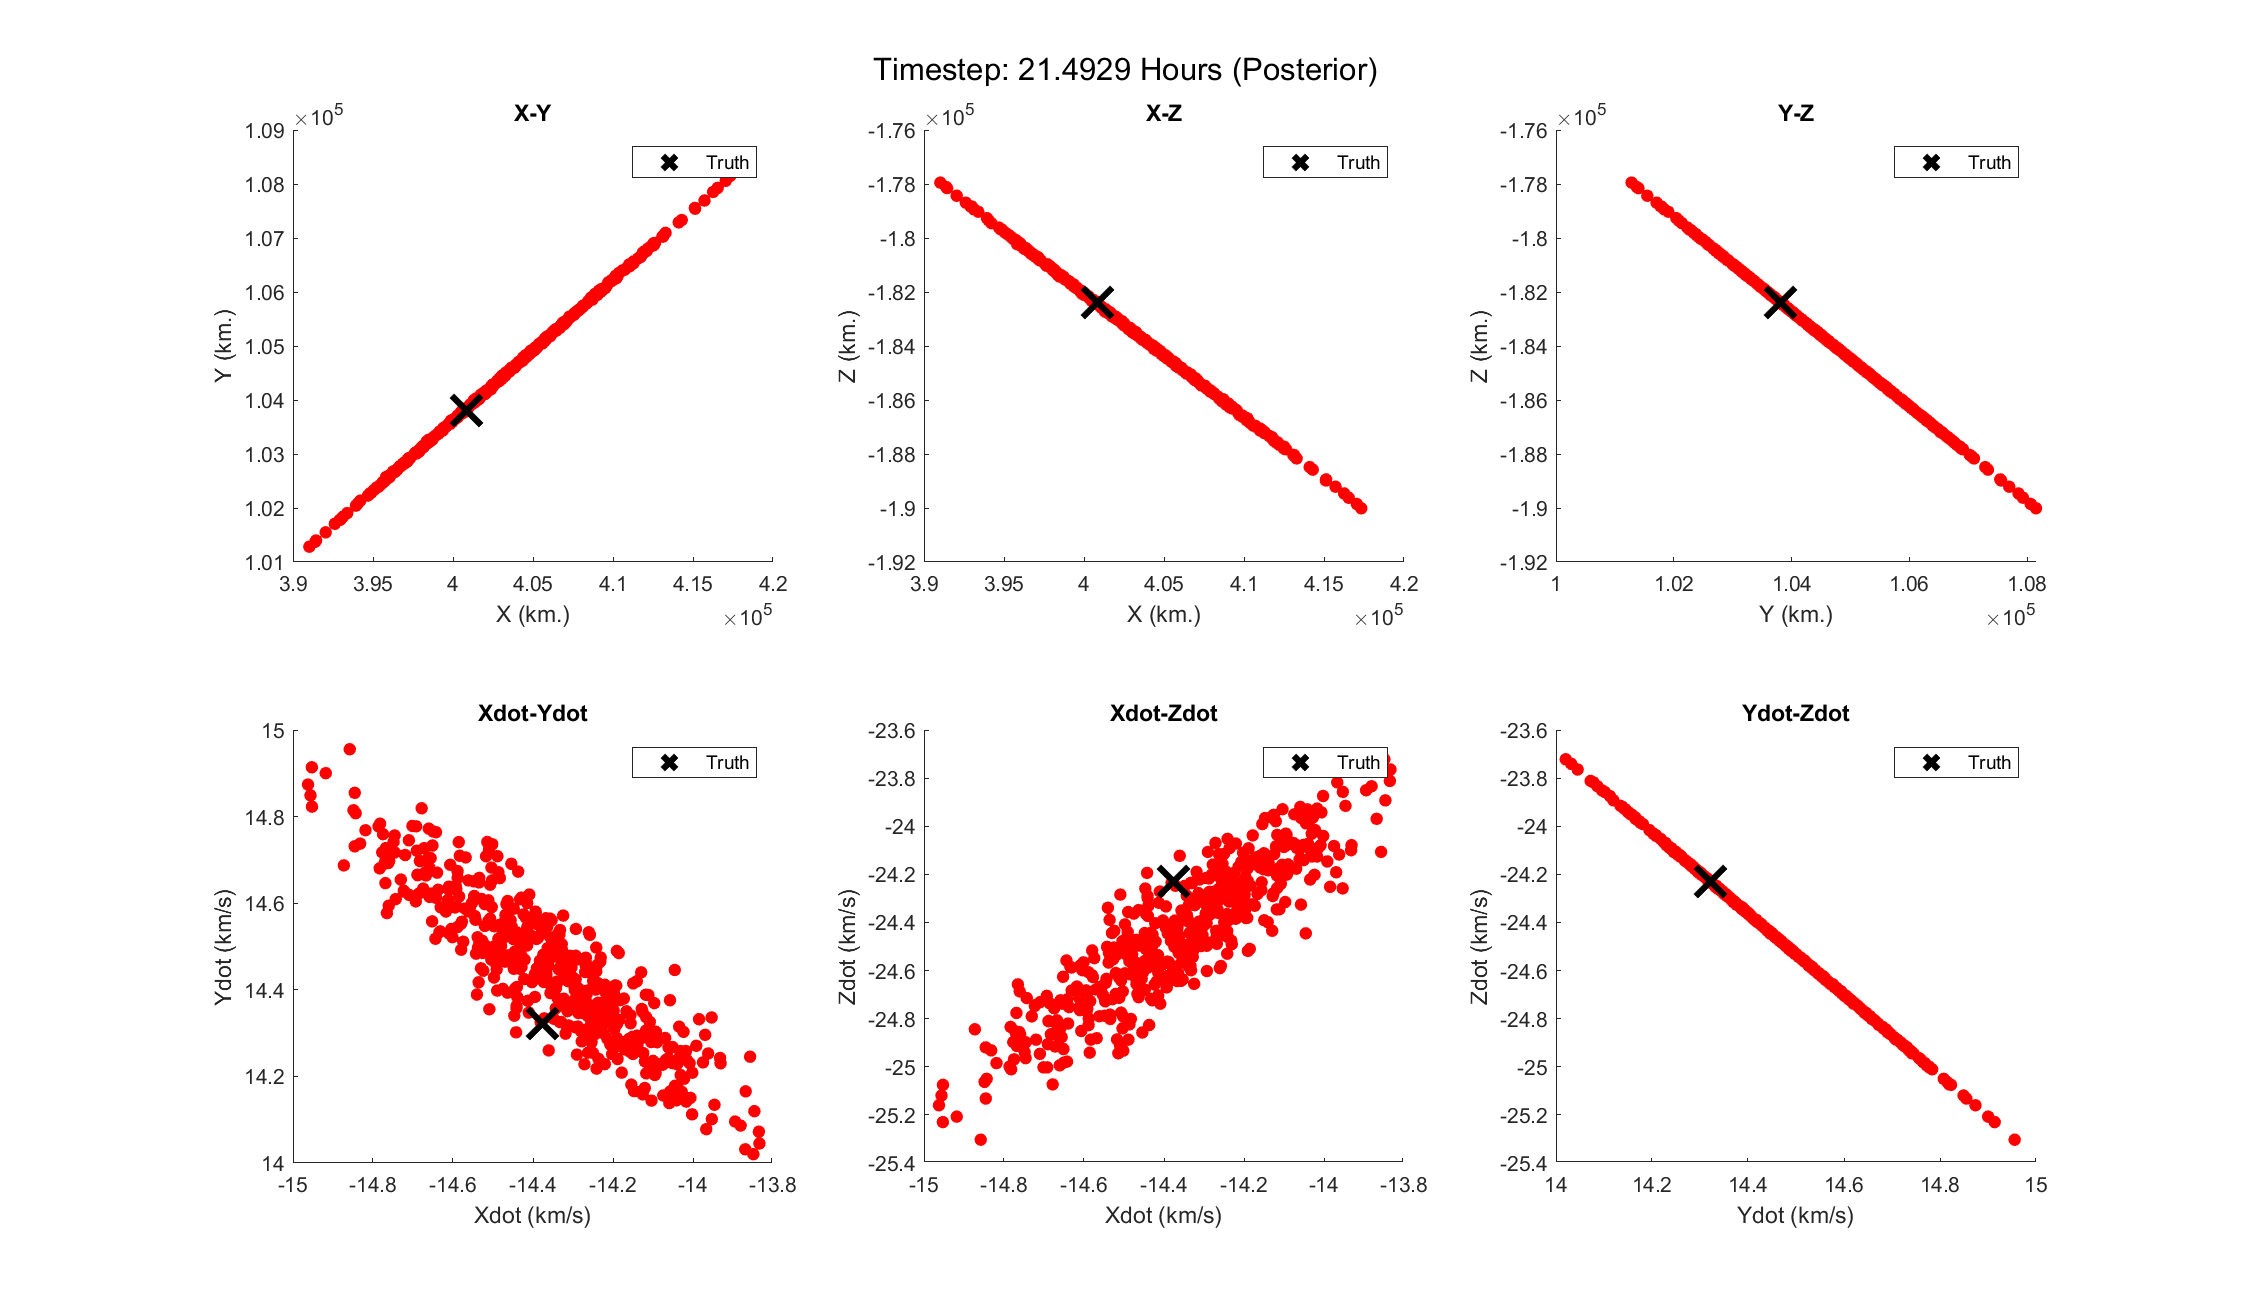 Timestep: 21.4929 Hours (Posterior)
X-Y
×10^5
1.09
1.08
1.07
1.06
1.05
1.04
1.03
1.02
1.01
Y (km.)
Truth
3.9 3.95 4 4.05 4.1 4.15 4.2
X (km.)
×10^5
X-Z
×10^5
-1.76
-1.78
-1.8
-1.82
-1.84
-1.86
-1.88
-1.9
-1.92
Z (km.)
Truth
3.9 3.95 4 4.05 4.1 4.15 4.2
X (km.)
×10^5
Y-Z
×10^5
-1.76
-1.78
-1.8
-1.82
-1.84
-1.86
-1.88
-1.9
-1.92
Z (km.)
Truth
1 1.02 1.04 1.06 1.08
Y (km.)
×10^5
Xdot-Ydot
15
14.8
14.6
14.4
14.2
14
Ydot (km/s)
Truth
-15 -14.8 -14.6 -14.4 -14.2 -14 -13.8
Xdot (km/s)
Xdot-Zdot
-23.6
-23.8
-24
-24.2
-24.4
-24.6
-24.8
-25
-25.2
-25.4
Zdot (km/s)
Truth
-15 -14.8 -14.6 -14.4 -14.2 -14 -13.8
Xdot (km/s)
Ydot-Zdot
-23.6
-23.8
-24
-24.2
-24.4
-24.6
-24.8
-25
-25.2
-25.4
Zdot (km/s)
Truth
14 14.2 14.4 14.6 14.8 15
Ydot (km/s)